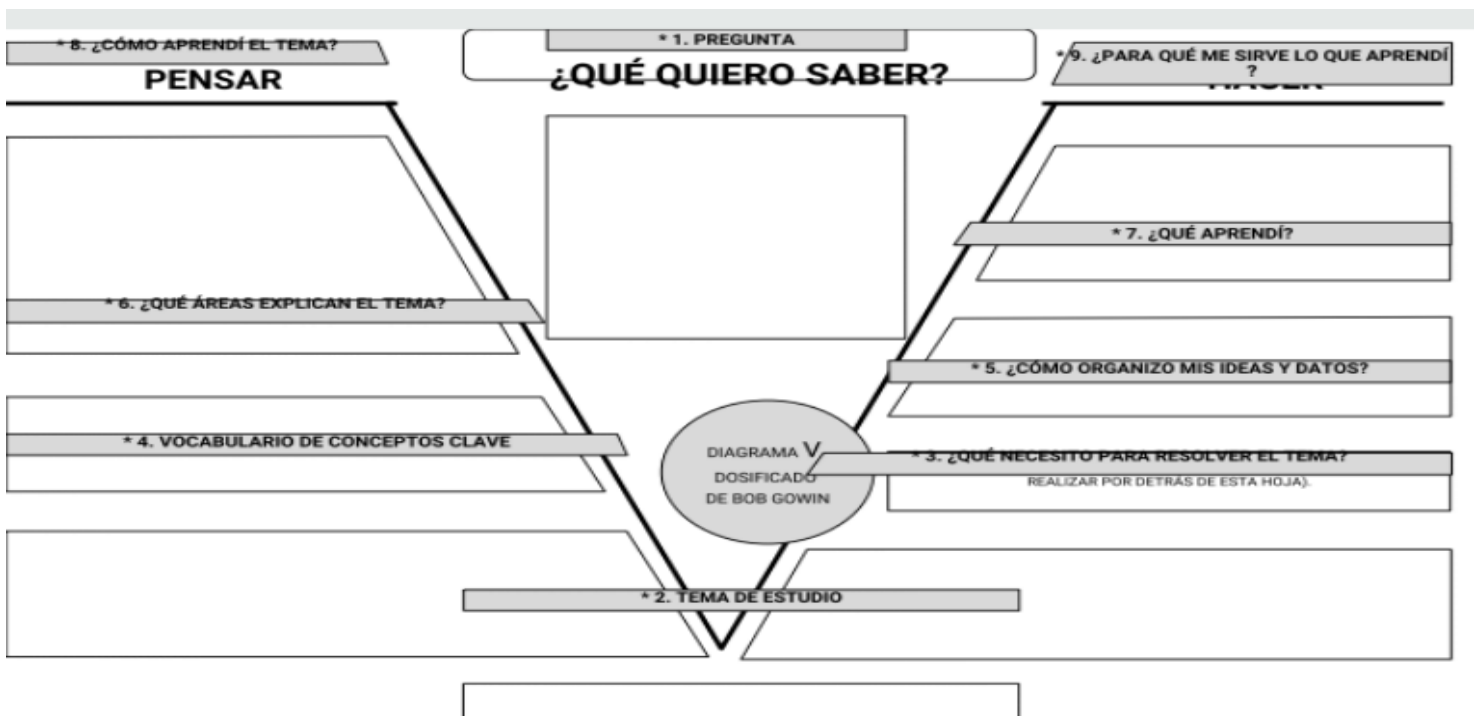 * 8. ¿CÓMO APRENDÍ EL TEMA?
PENSAR
* 1. PREGUNTA
¿QUÉ QUIERO SABER?
* 9. ¿PARA QUÉ ME SIRVE LO QUE APRENDÍ
?
* 7. ¿QUÉ APRENDÍ?
* 6. ¿QUÉ ÁREAS EXPLICAN EL TEMA?
* 5. ¿CÓMO ORGANIZO MIS IDEAS Y DATOS?
* 4. VOCABULARIO DE CONCEPTOS CLAVE
DIAGRAMA V
DOSIFICADO
DE BOB GOWIN
* 3. ¿QUÉ NECESITO PARA RESOLVER EL TEMA?
REALIZAR POR DETRÁS DE ESTA HOJA).
* 2. TEMA DE ESTUDIO